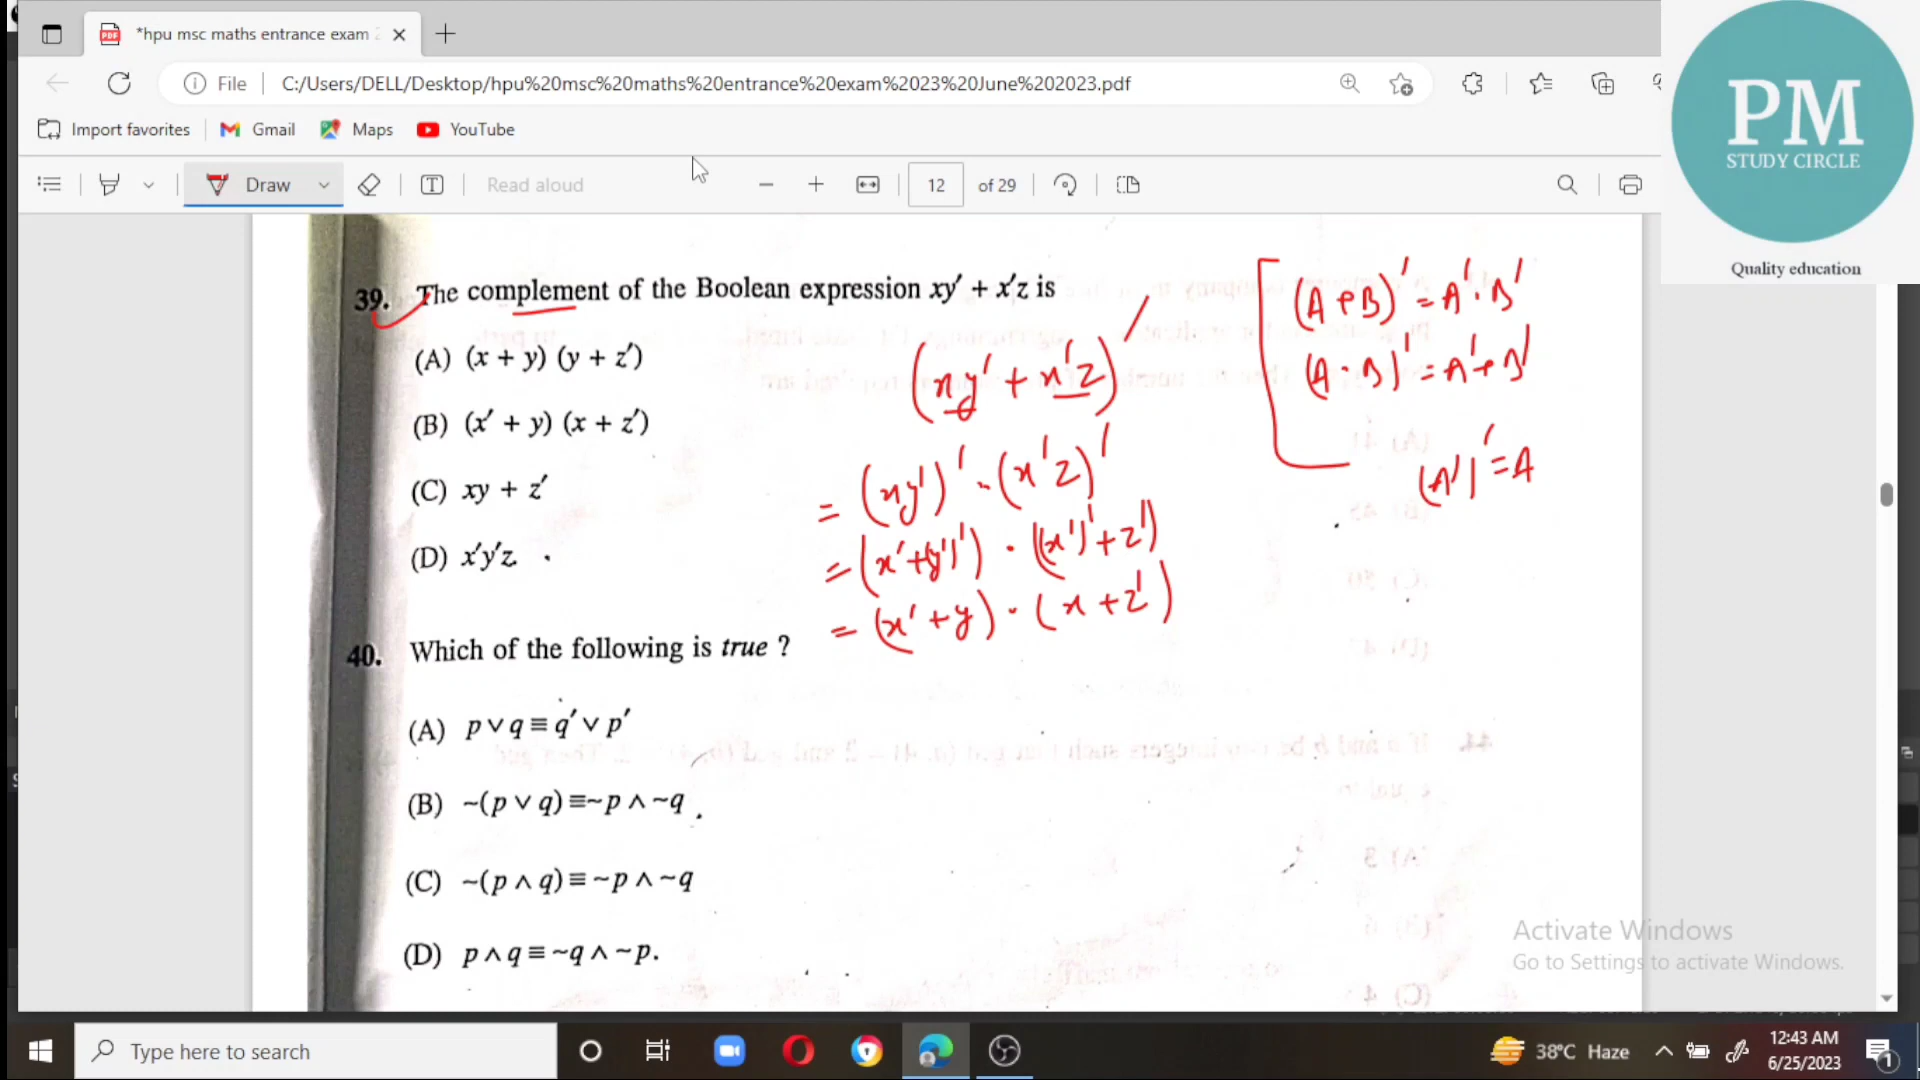 *hpu msc maths entrance exam 2
File
C:/Users/DELL/Desktop/hpu%20msc%20maths%20entrance%20exam%2023%20June%202023.pdf
Import favorites
Gmail
Maps
YouTube
Draw
Read aloud
12
of 29
PM
STUDY CIRCLE
Quality education
39. The complement of the Boolean expression xy′ + x′z is
(A) (x + y) (y + z′)
(B) (x′ + y) (x + z′)
(C) xy + z′
(D) x′y′z.
(xy′ + x′z)′
= (xy′)′ · (x′z)′
= (x′+(y′)′) · ((x′)′+z′)
= (x′+y) · (x+z′)
(A+B)′ = A′·B′
(A·B)′ = A′+B′
(A′)′ = A
40. Which of the following is true ?
(A) p ∨ q ≡ q′ ∨ p′
(B) ~(p ∨ q) ≡ ~p ∧ ~q
(C) ~(p ∧ q) ≡ ~p ∧ ~q
(D) p ∧ q ≡ ~q ∧ ~p.
Activate Windows
Go to Settings to activate Windows.
Type here to search
38°C Haze
12:43 AM
6/25/2023
1